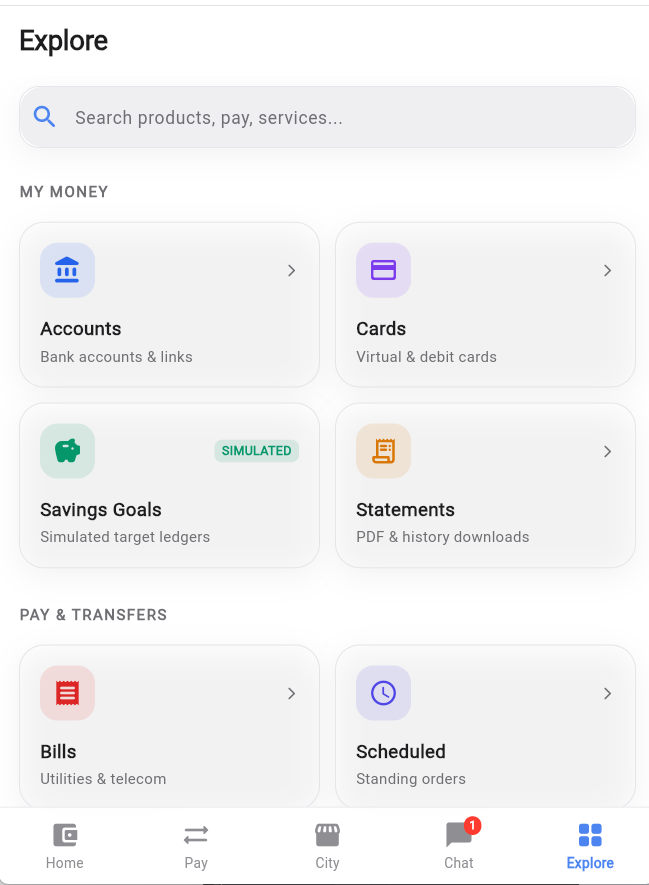 Explore
Search products, pay, services...
MY MONEY
Accounts
Bank accounts & links
Cards
Virtual & debit cards
SIMULATED
Savings Goals
Simulated target ledgers
Statements
PDF & history downloads
PAY & TRANSFERS
Bills
Utilities & telecom
Scheduled
Standing orders
1
Home
Pay
City
Chat
Explore